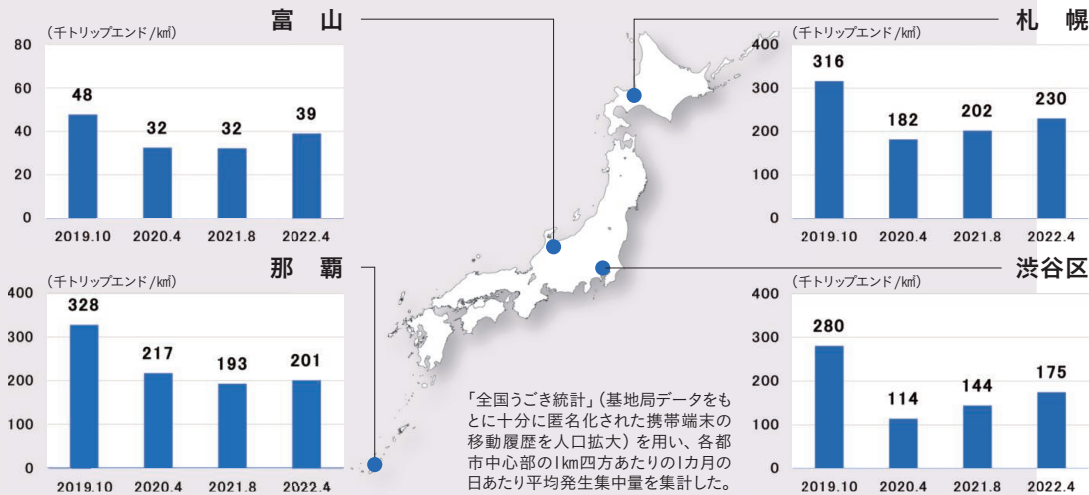 富山
(千トリップエンド/㎢)
80
60
40
20
0
48
32
32
39
2019.10 2020.4 2021.8 2022.4
札幌
(千トリップエンド/㎢)
400
300
200
100
0
316
182
202
230
2019.10 2020.4 2021.8 2022.4
那覇
(千トリップエンド/㎢)
400
300
200
100
0
328
217
193
201
2019.10 2020.4 2021.8 2022.4
渋谷区
(千トリップエンド/㎢)
400
300
200
100
0
280
114
144
175
2019.10 2020.4 2021.8 2022.4
「全国うごき統計」(基地局データをも
とに十分に匿名化された携帯端末の
移動履歴を人口拡大)を用い、各都
市中心部の1km四方あたりの1カ月の
日あたり平均発生集中量を集計した。